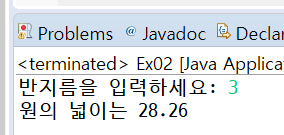 Problems @ Javadoc Declar
<terminated> Ex02 [Java Applica
반지름을 입력하세요: 3
원의 넓이는 28.26